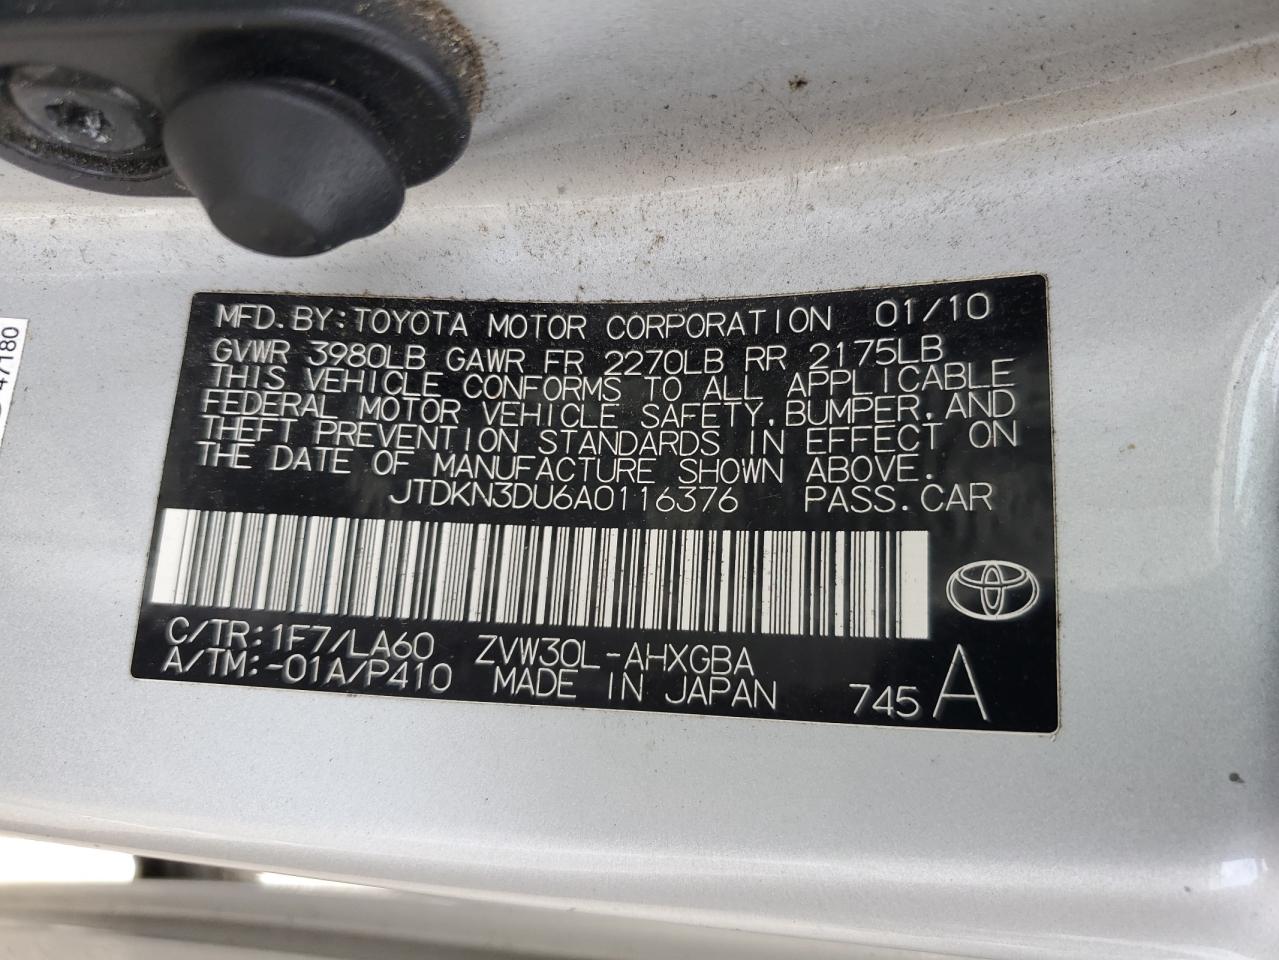 MFD.BY:TOYOTA MOTOR CORPORATION 01/10
GVWR 3980LB GAWR FR 2270LB RR 2175LB
THIS VEHICLE CONFORMS TO ALL APPLICABLE
FEDERAL MOTOR VEHICLE SAFETY,BUMPER,AND
THEFT PREVENTION STANDARDS IN EFFECT ON
THE DATE OF MANUFACTURE SHOWN ABOVE.
JTDKN3DU6A0116376 PASS.CAR
C/TR:1F7/LA60 ZVW30L-AHXGBA
A/TM:-01A/P410 MADE IN JAPAN 745 A
47180